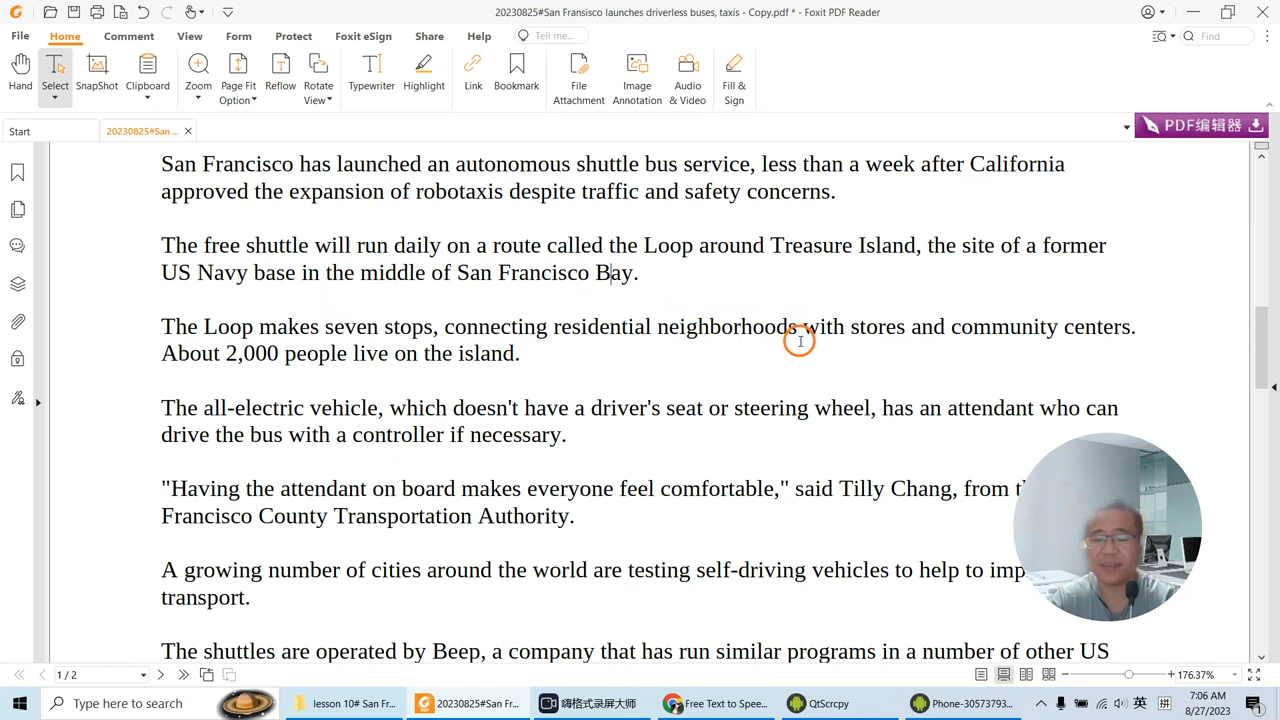 20230825#San Fransisco launches driverless buses, taxis - Copy.pdf * - Foxit PDF Reader
File Home Comment View Form Protect Foxit eSign Share Help Tell me... Find
Hand Select SnapShot Clipboard Zoom Page Fit Option Reflow Rotate View Typewriter Highlight Link Bookmark File Attachment Image Annotation Audio & Video Fill & Sign
Start 20230825#San ... PDF编辑器
San Francisco has launched an autonomous shuttle bus service, less than a week after California
approved the expansion of robotaxis despite traffic and safety concerns.
The free shuttle will run daily on a route called the Loop around Treasure Island, the site of a former
US Navy base in the middle of San Francisco Bay.
The Loop makes seven stops, connecting residential neighborhoods with stores and community centers.
About 2,000 people live on the island.
The all-electric vehicle, which doesn't have a driver's seat or steering wheel, has an attendant who can
drive the bus with a controller if necessary.
"Having the attendant on board makes everyone feel comfortable," said Tilly Chang, from
Francisco County Transportation Authority.
A growing number of cities around the world are testing self-driving vehicles to help to
transport.
The shuttles are operated by Beep, a company that has run similar programs in a number of other US
1 / 2 176.37%
Type here to search lesson 10# San Fr... 20230825#San Fr... 嗨格式录屏大师 Free Text to Spee... QtScrcpy Phone-30573793... 英 拼 7:06 AM
8/27/2023 1